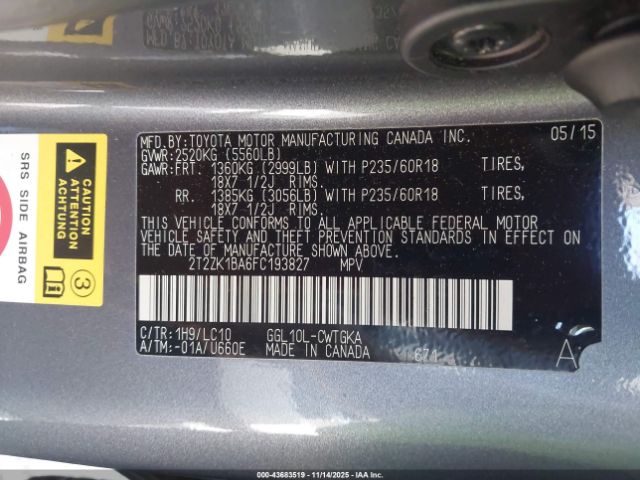 MFD.BY:TOYOTA MOTOR MANUFACTURING CANADA INC. 05/15
GVWR:2520KG (5560LB)
GAWR:FRT. 1360KG (2999LB) WITH P235/60R18 TIRES,
18X7 1/2J RIMS.
RR. 1385KG (3056LB) WITH P235/60R18 TIRES,
18X7 1/2J RIMS.
THIS VEHICLE CONFORMS TO ALL APPLICABLE FEDERAL MOTOR
VEHICLE SAFETY AND THEFT PREVENTION STANDARDS IN EFFECT
ON THE DATE OF MANUFACTURE SHOWN ABOVE.
2T2ZK1BA6FC193827 MPV
C/TR:1H9/LC10 GGL10L-CWTGKA
A/TM:-01A/U660E MADE IN CANADA 671 A
SRS SIDE AIRBAG
CAUTION
ATTENTION
ACHTUNG
3
000-43683519 - 11/14/2025 - IAAI.COM